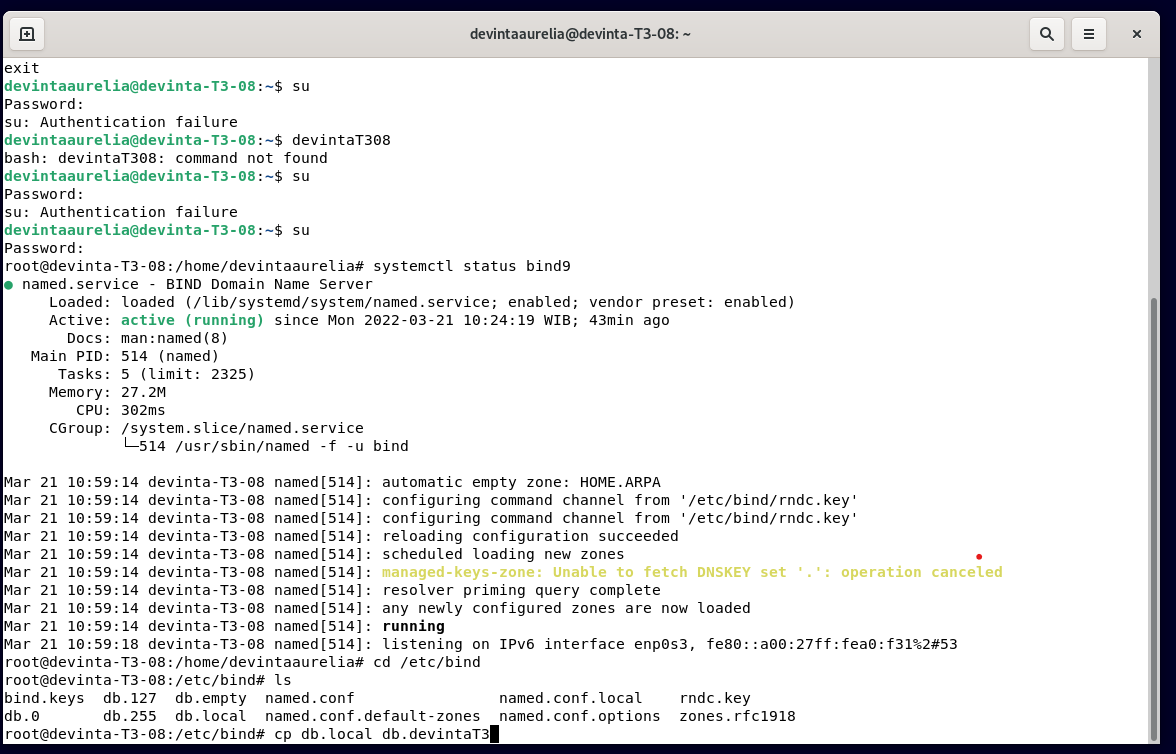 devintaaurelia@devinta-T3-08: ~
exit
devintaaurelia@devinta-T3-08:~$ su
Password:
su: Authentication failure
devintaaurelia@devinta-T3-08:~$ devintaT308
bash: devintaT308: command not found
devintaaurelia@devinta-T3-08:~$ su
Password:
su: Authentication failure
devintaaurelia@devinta-T3-08:~$ su
Password:
root@devinta-T3-08:/home/devintaaurelia# systemctl status bind9
● named.service - BIND Domain Name Server
     Loaded: loaded (/lib/systemd/system/named.service; enabled; vendor preset: enabled)
     Active: active (running) since Mon 2022-03-21 10:24:19 WIB; 43min ago
       Docs: man:named(8)
   Main PID: 514 (named)
      Tasks: 5 (limit: 2325)
     Memory: 27.2M
        CPU: 302ms
     CGroup: /system.slice/named.service
             └─514 /usr/sbin/named -f -u bind
Mar 21 10:59:14 devinta-T3-08 named[514]: automatic empty zone: HOME.ARPA
Mar 21 10:59:14 devinta-T3-08 named[514]: configuring command channel from '/etc/bind/rndc.key'
Mar 21 10:59:14 devinta-T3-08 named[514]: configuring command channel from '/etc/bind/rndc.key'
Mar 21 10:59:14 devinta-T3-08 named[514]: reloading configuration succeeded
Mar 21 10:59:14 devinta-T3-08 named[514]: scheduled loading new zones
Mar 21 10:59:14 devinta-T3-08 named[514]: managed-keys-zone: Unable to fetch DNSKEY set '.': operation canceled
Mar 21 10:59:14 devinta-T3-08 named[514]: resolver priming query complete
Mar 21 10:59:14 devinta-T3-08 named[514]: any newly configured zones are now loaded
Mar 21 10:59:14 devinta-T3-08 named[514]: running
Mar 21 10:59:18 devinta-T3-08 named[514]: listening on IPv6 interface enp0s3, fe80::a00:27ff:fea0:f31%2#53
root@devinta-T3-08:/home/devintaaurelia# cd /etc/bind
root@devinta-T3-08:/etc/bind# ls
bind.keys  db.127  db.empty  named.conf                named.conf.local    rndc.key
db.0       db.255  db.local  named.conf.default-zones  named.conf.options  zones.rfc1918
root@devinta-T3-08:/etc/bind# cp db.local db.devintaT3